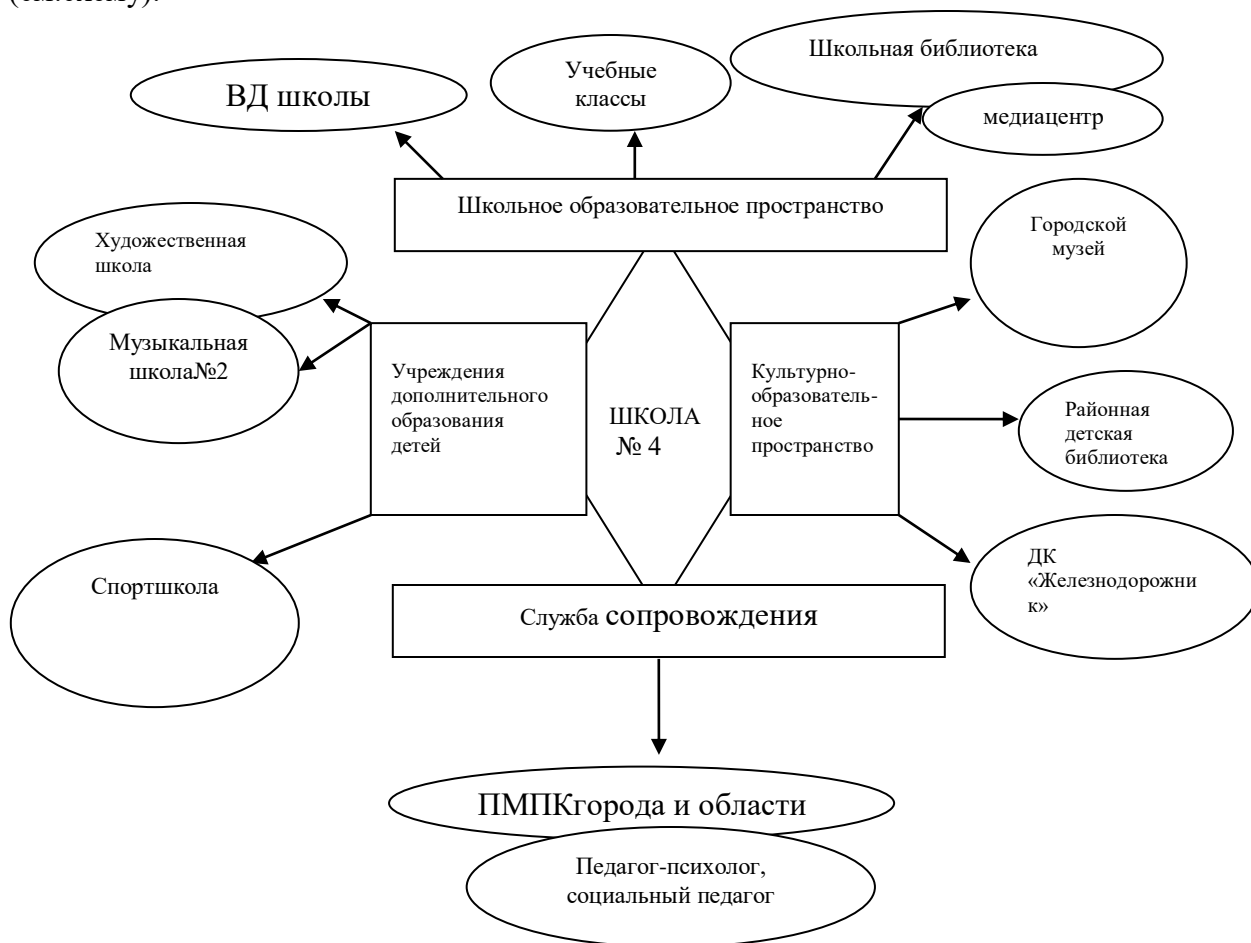 ВД школы
Учебные
классы
Школьная библиотека
медиацентр
Школьное образовательное пространство
Художественная
школа
Музыкальная
школа№2
Городской
музей
Учреждения
дополнительного
образования
детей
ШКОЛА
№ 4
Культурно-
образователь-
ное
пространство
Районная
детская
библиотека
Спортшкола
ДК
«Железнодорожни
к»
Служба сопровождения
ПМПКгорода и области
Педагог-психолог,
социальный педагог